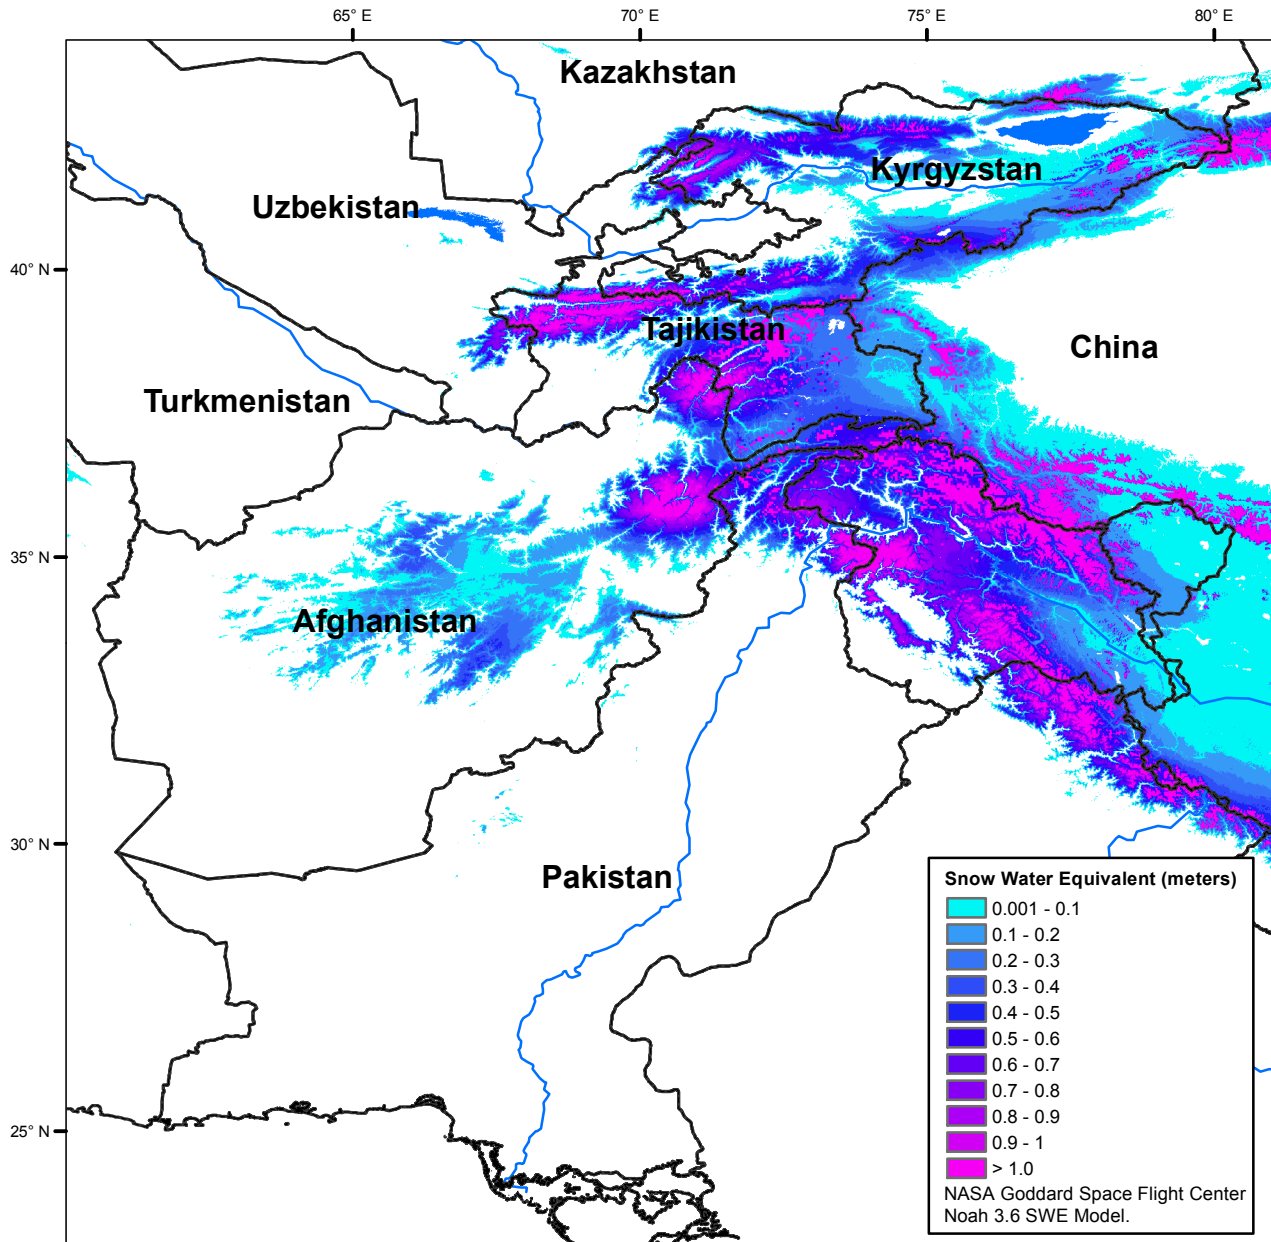 65° E
70° E
75° E
80° E
Kazakhstan
Kyrgyzstan
Uzbekistan
40° N
Tajikistan
China
Turkmenistan
35° N
Afghanistan
30° N
Pakistan
25° N
Snow Water Equivalent (meters)
0.001 - 0.1
0.1 - 0.2
0.2 - 0.3
0.3 - 0.4
0.4 - 0.5
0.5 - 0.6
0.6 - 0.7
0.7 - 0.8
0.8 - 0.9
0.9 - 1
> 1.0
NASA Goddard Space Flight Center
Noah 3.6 SWE Model.